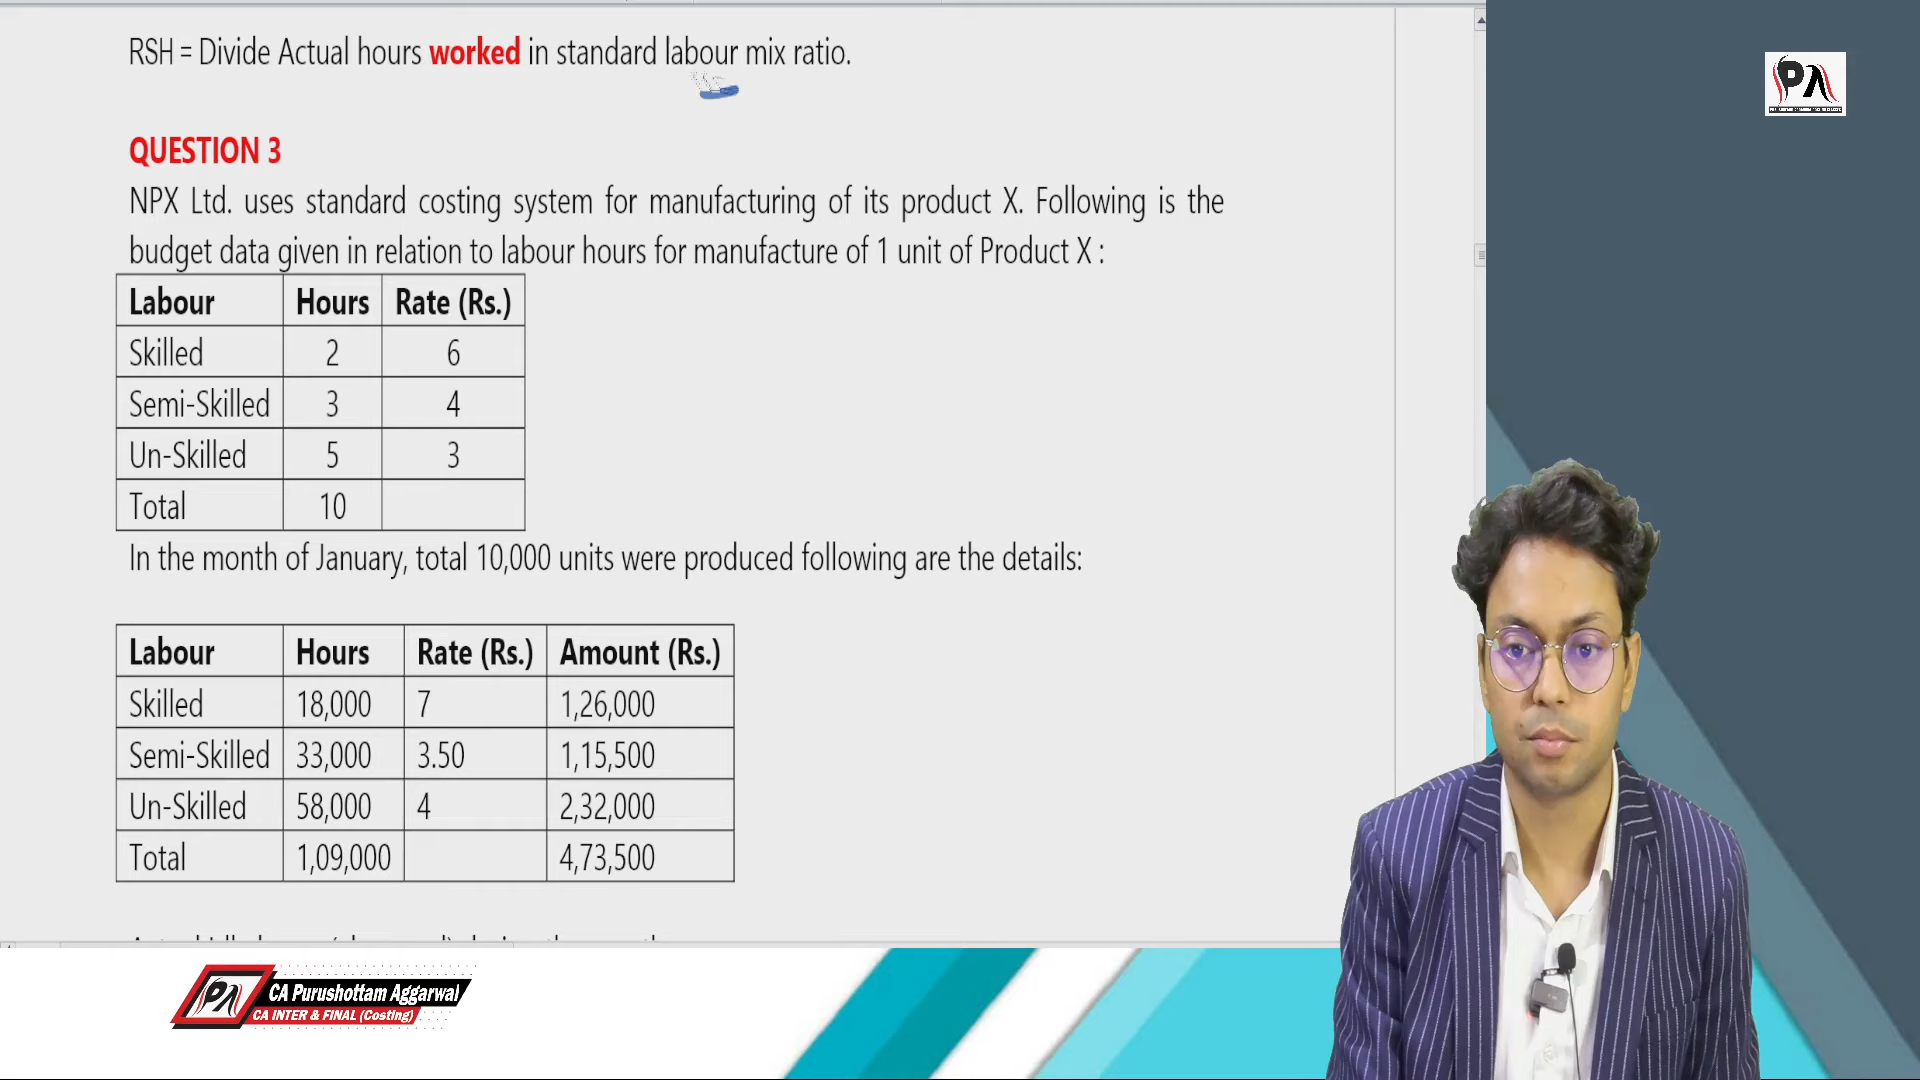 RSH = Divide Actual hours worked in standard labour mix ratio.
QUESTION 3
NPX Ltd. uses standard costing system for manufacturing of its product X. Following is the
budget data given in relation to labour hours for manufacture of 1 unit of Product X :
Labour Hours Rate (Rs.)
Skilled 2 6
Semi-Skilled 3 4
Un-Skilled 5 3
Total 10
In the month of January, total 10,000 units were produced following are the details:
Labour Hours Rate (Rs.) Amount (Rs.)
Skilled 18,000 7 1,26,000
Semi-Skilled 33,000 3.50 1,15,500
Un-Skilled 58,000 4 2,32,000
Total 1,09,000 4,73,500
PA
PA
CA Purushottam Aggarwal
CA INTER & FINAL (Costing)